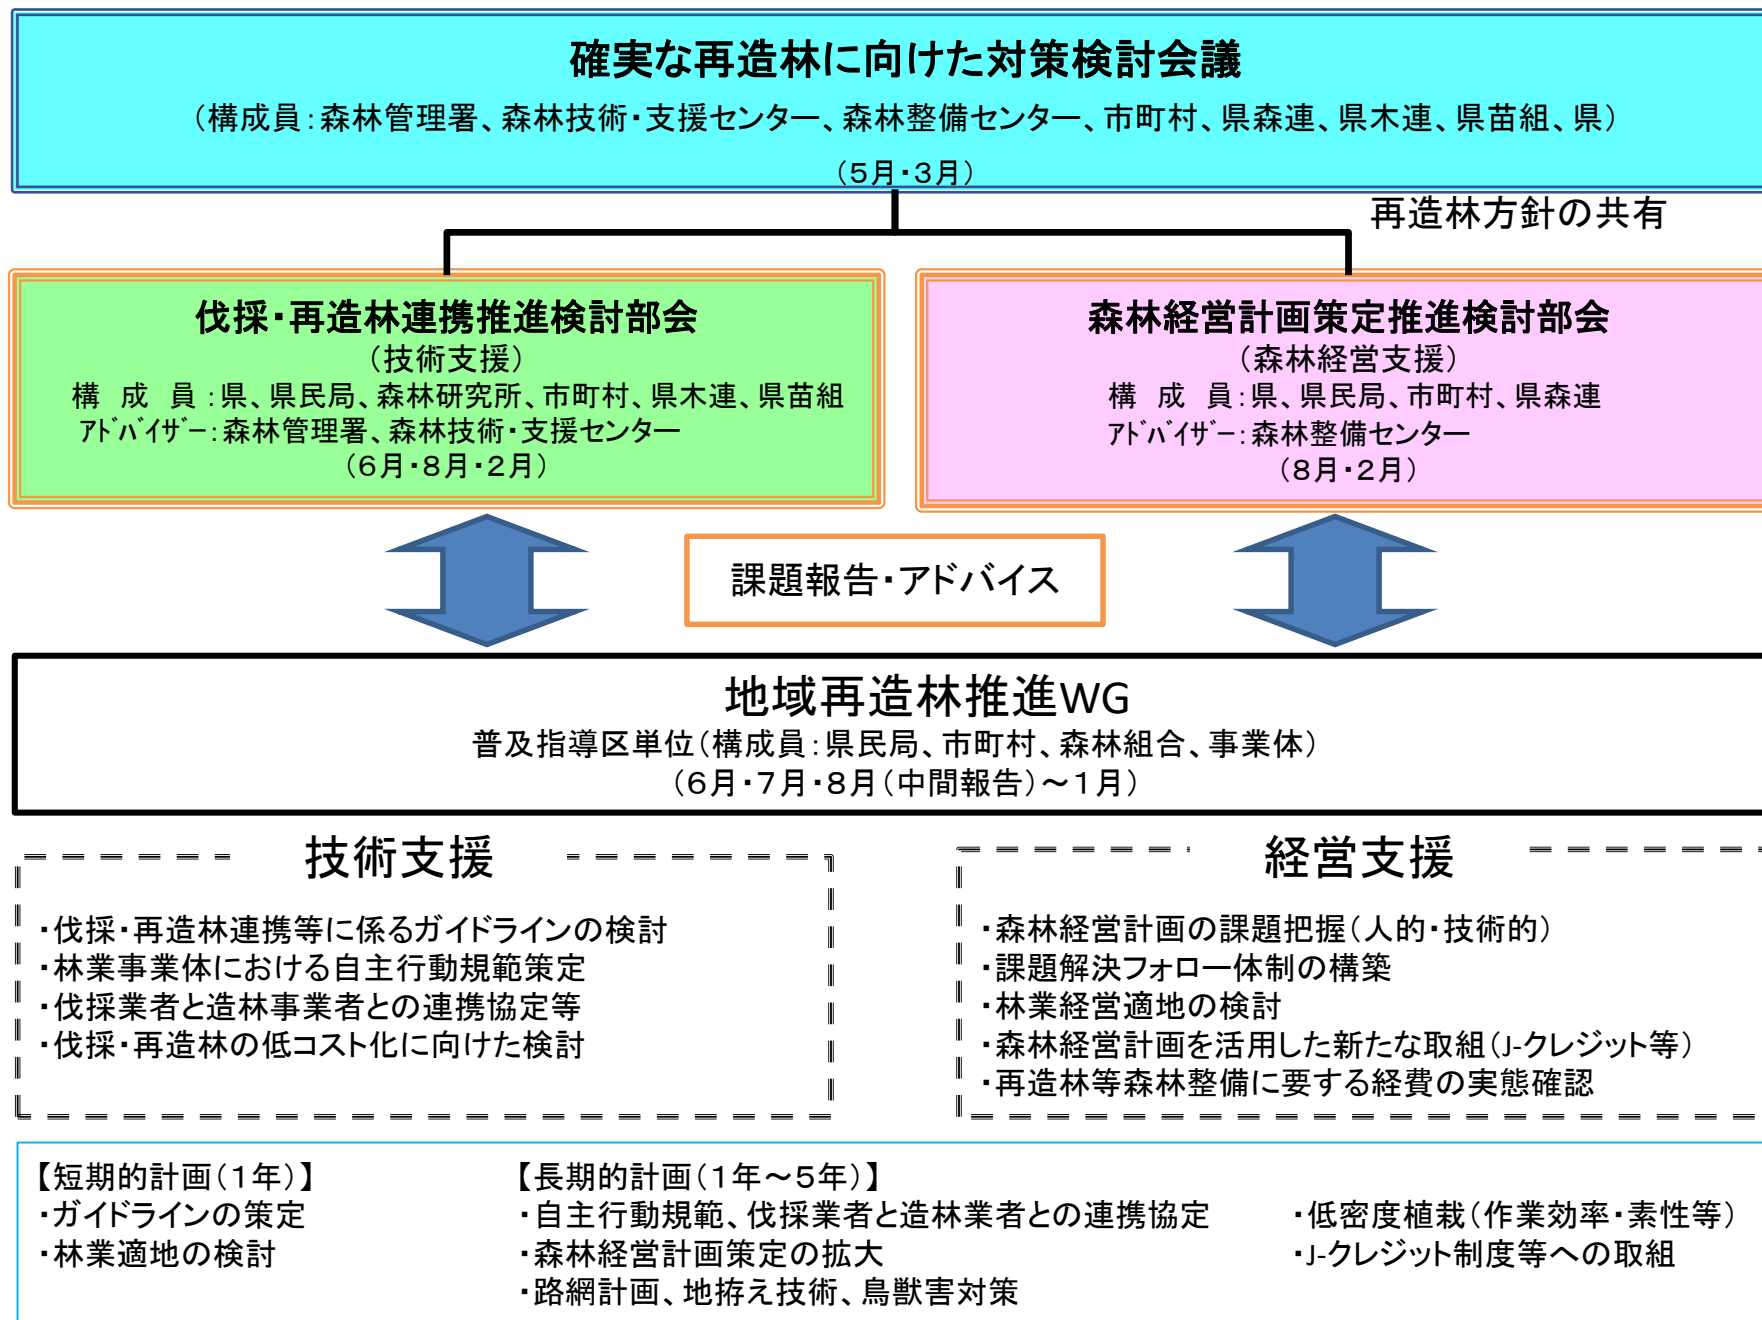 確実な再造林に向けた対策検討会議
（構成員：森林管理署、森林技術・支援センター、森林整備センター、市町村、県森連、県木連、県苗組、県）
（５月・３月）
再造林方針の共有
伐採・再造林連携推進検討部会
（技術支援）
構　成　員：県、県民局、森林研究所、市町村、県木連、県苗組
ｱﾄﾞﾊﾞｲｻﾞｰ：森林管理署、森林技術・支援センター
（６月・８月・２月）
森林経営計画策定推進検討部会
（森林経営支援）
構　成　員：県、県民局、市町村、県森連
ｱﾄﾞﾊﾞｲｻﾞｰ：森林整備センター
（８月・２月）
課題報告・アドバイス
地域再造林推進WG
普及指導区単位（構成員：県民局、市町村、森林組合、事業体）
（６月・７月・８月（中間報告）～１月）
技術支援
・伐採・再造林連携等に係るガイドラインの検討
・林業事業体における自主行動規範策定
・伐採業者と造林事業者との連携協定等
・伐採・再造林の低コスト化に向けた検討
経営支援
・森林経営計画の課題把握（人的・技術的）
・課題解決フォロー体制の構築
・林業経営適地の検討
・森林経営計画を活用した新たな取組（J-クレジット等）
・再造林等森林整備に要する経費の実態確認
【短期的計画（１年）】
・ガイドラインの策定
・林業適地の検討
【長期的計画（１年～５年）】
・自主行動規範、伐採業者と造林業者との連携協定
・森林経営計画策定の拡大
・路網計画、地拵え技術、鳥獣害対策
・低密度植栽（作業効率・素性等）
・J-クレジット制度等への取組